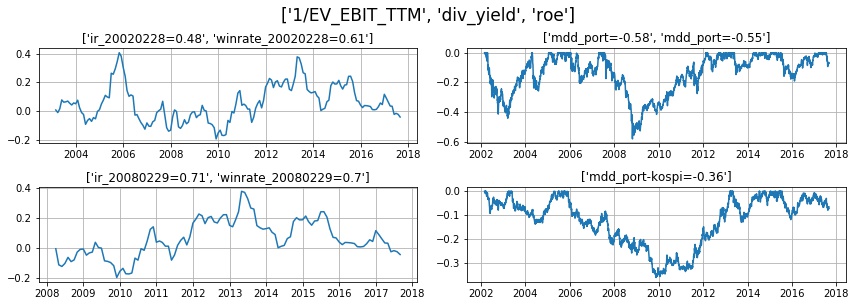 ['1/EV_EBIT_TTM', 'div_yield', 'roe']
['ir_20020228=0.48', 'winrate_20020228=0.61']
0.4
0.2
0.0
−0.2
2004 2006 2008 2010 2012 2014 2016 2018
['mdd_port=-0.58', 'mdd_port=-0.55']
0.0
−0.2
−0.4
−0.6
2002 2004 2006 2008 2010 2012 2014 2016 2018
['ir_20080229=0.71', 'winrate_20080229=0.7']
0.4
0.2
0.0
−0.2
2008 2009 2010 2011 2012 2013 2014 2015 2016 2017 2018
['mdd_port-kospi=-0.36']
0.0
−0.1
−0.2
−0.3
2002 2004 2006 2008 2010 2012 2014 2016 2018